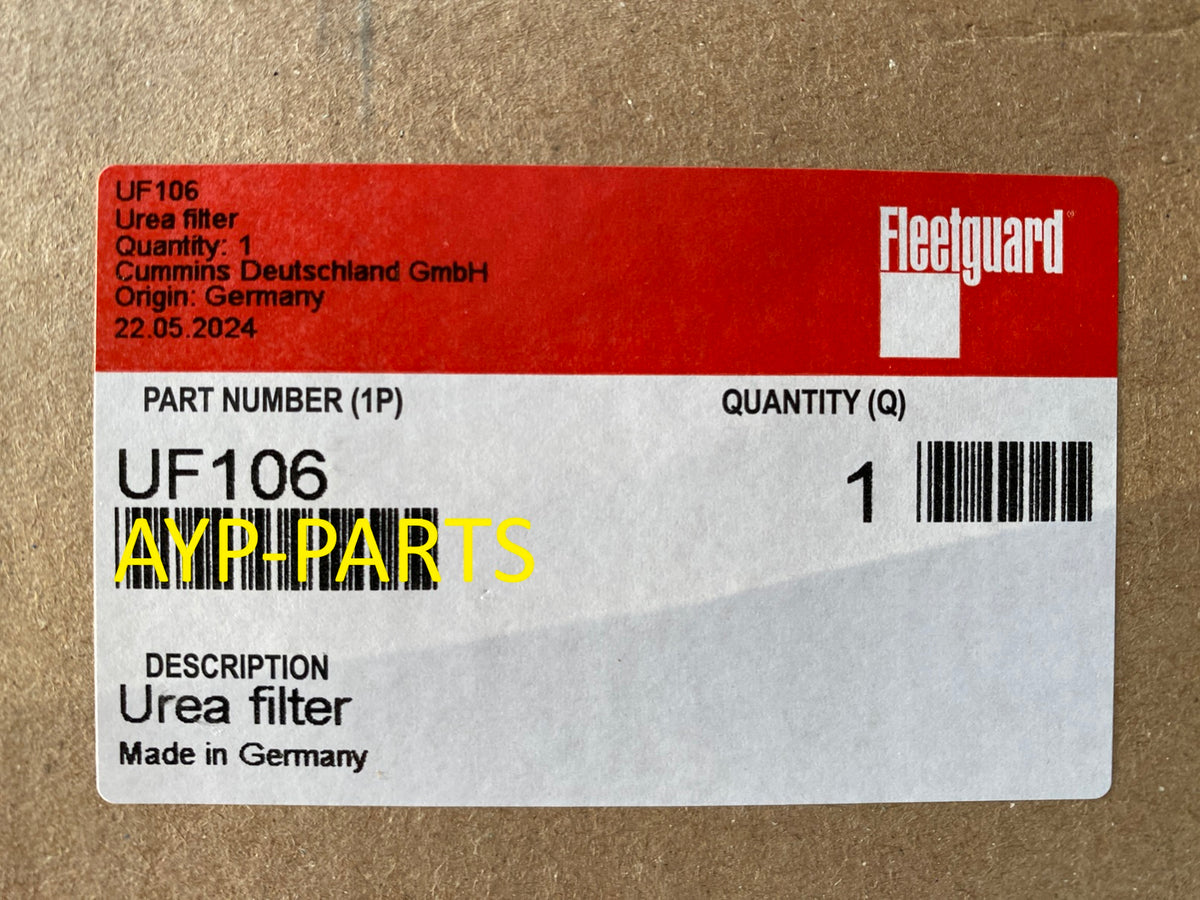 UF106
Urea filter
Quantity: 1
Cummins Deutschland GmbH
Origin: Germany
22.05.2024
Fleetguard®
PART NUMBER (1P)
QUANTITY (Q)
UF106
1
AYP-PARTS
DESCRIPTION
Urea filter
Made in Germany